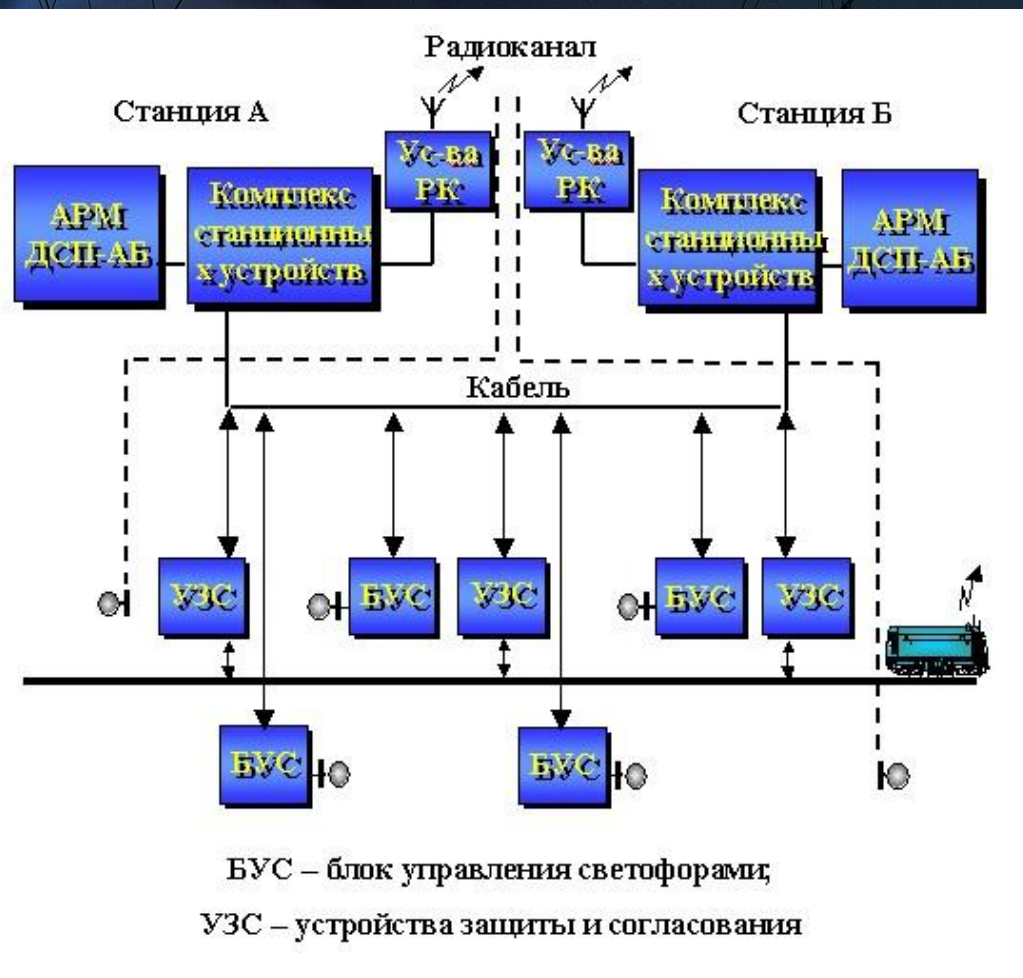 Радиоканал
Станция А
Станция Б
АРМ
ДСП-АБ
Комплекс
станционны
х устройств
Ус-ва
РК
Ус-ва
РК
Комплекс
станционны
х устройств
АРМ
ДСП-АБ
Кабель
УЗС
БУС
УЗС
БУС
УЗС
БУС
БУС
БУС – блок управления светофорами;
УЗС – устройства защиты и согласования